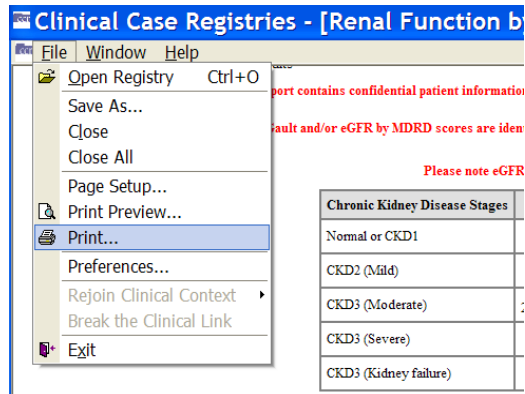 Clinical Case Registries - [Renal Function by
File Window Help
Open Registry Ctrl+O
Save As...
Close
Close All
Page Setup...
Print Preview...
Print...
Preferences...
Rejoin Clinical Context
Break the Clinical Link
Exit
port contains confidential patient information
Gault and/or eGFR by MDRD scores are iden
Please note eGFR
Chronic Kidney Disease Stages
Normal or CKD1
CKD2 (Mild)
CKD3 (Moderate)
CKD3 (Severe)
CKD3 (Kidney failure)